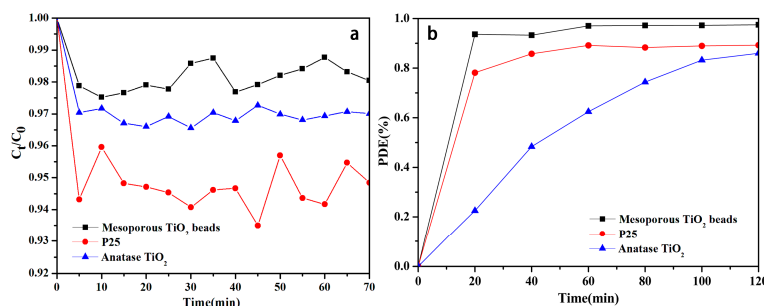 a
1.00
0.99
0.98
0.97
0.96
0.95
0.94
0.93
0.92
Ct/C0
Mesoporous TiO2 beads
P25
Anatase TiO2
0 10 20 30 40 50 60 70
Time(min)
b
1.0
0.8
0.6
0.4
0.2
0.0
PDE(%)
Mesoporous TiO2 beads
P25
Anatase TiO2
0 20 40 60 80 100 120
Time(min)